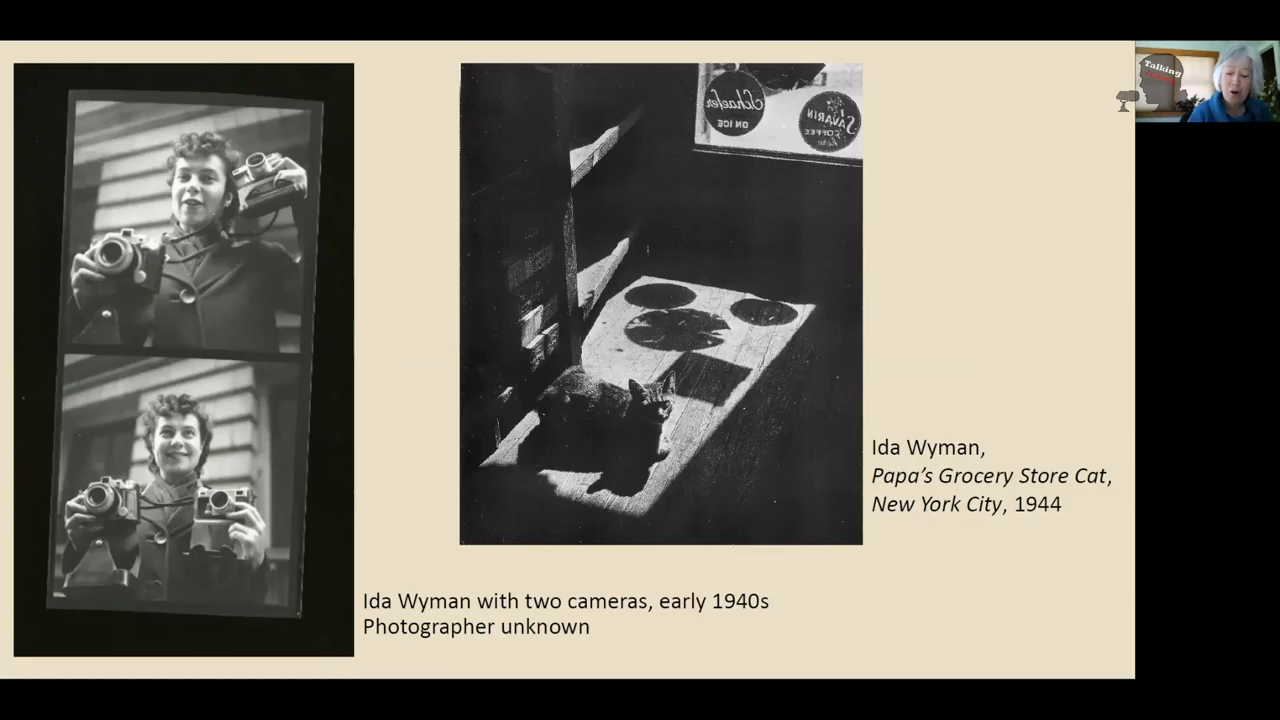 Ida Wyman with two cameras, early 1940s
Photographer unknown
Schaefer
ON ICE
SAVARIN
COFFEE
Ida Wyman,
Papa's Grocery Store Cat,
New York City, 1944
Talking